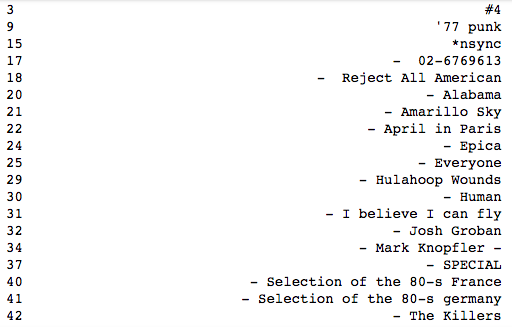 3 #4
9 '77 punk
15 *nsync
17 -  02-6769613
18 -  Reject All American
20 - Alabama
21 - Amarillo Sky
22 - April in Paris
24 - Epica
25 - Everyone
29 - Hulahoop Wounds
30 - Human
31 - I believe I can fly
32 - Josh Groban
34 - Mark Knopfler -
37 - SPECIAL
40 - Selection of the 80-s France
41 - Selection of the 80-s germany
42 - The Killers